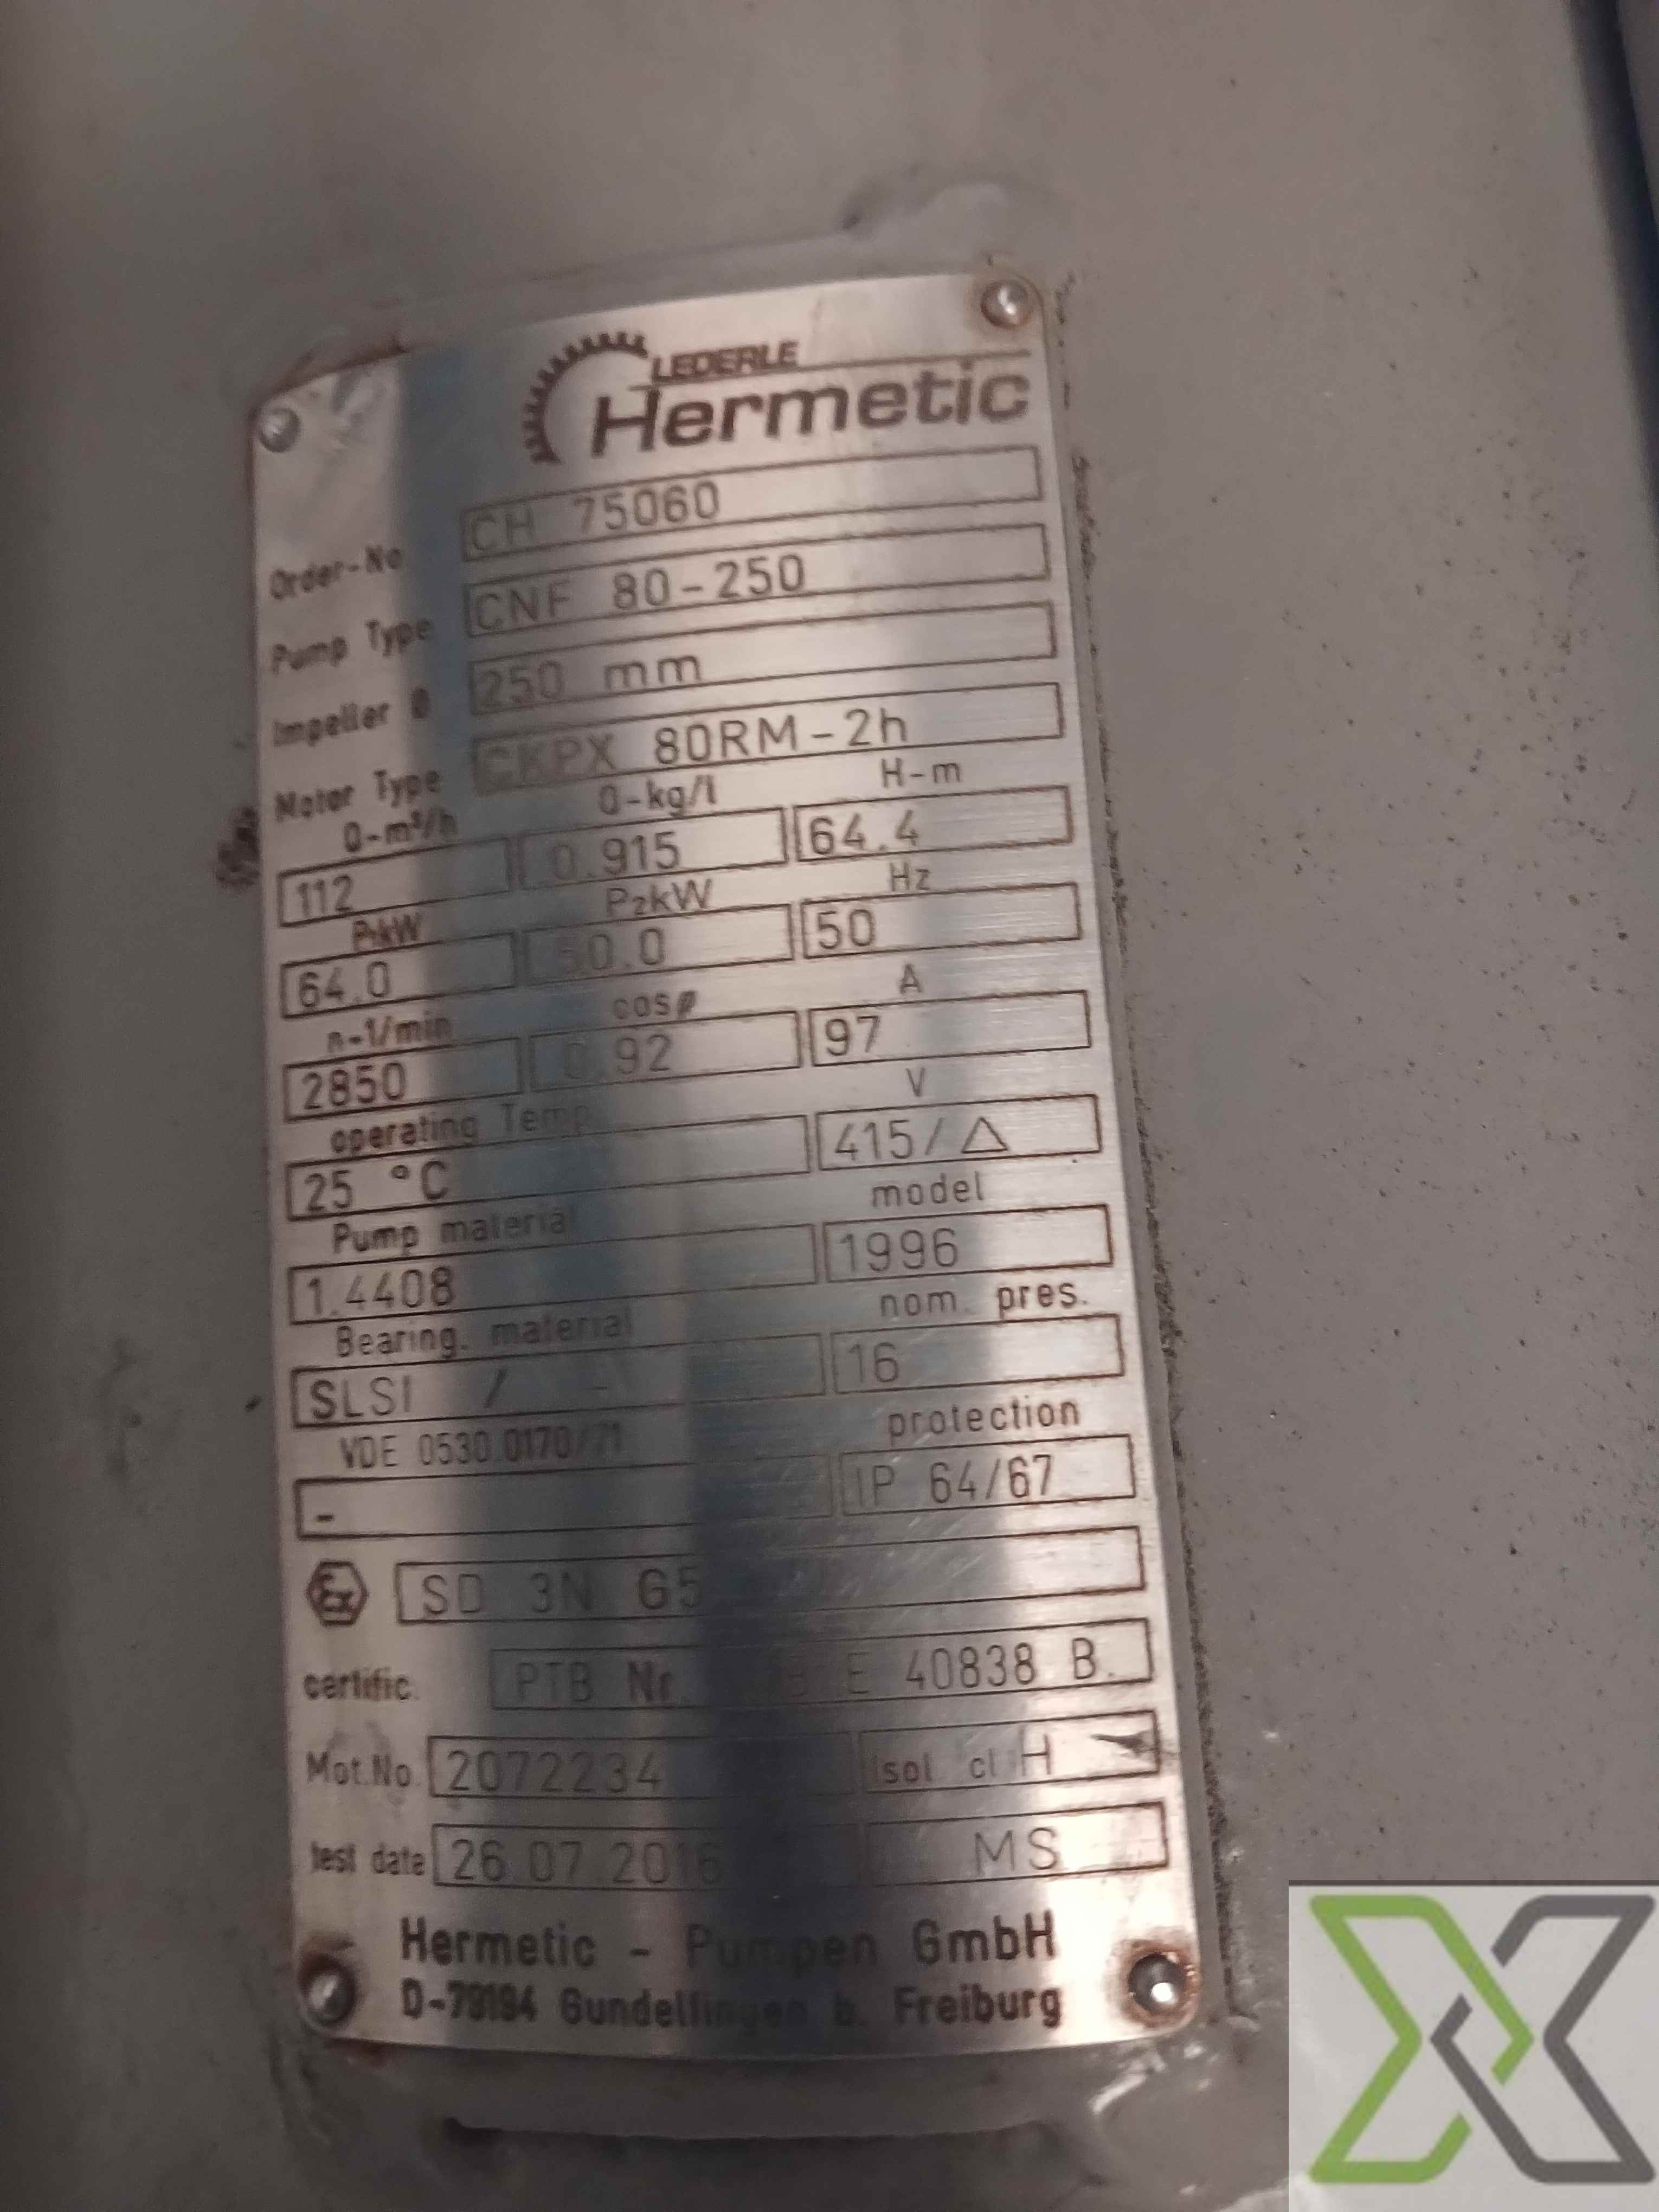 LEDERLE
Hermetic
Order-No CH 75060
Pump Type CNF 80-250
Impeller Ø 250 mm
Motor Type CKPX 80RM-2h
Q-m³/h Q-kg/l H-m
112 0.915 64.4
P1kW P2kW Hz
64.0 50.0 50
n-1/min cosφ A
2850 0.92 97
operating Temp. V
25 °C 415/△
Pump material model
1.4408 1996
Bearing. material nom. pres.
SLSI / - 16
VDE 0530.0170/71 protection
- IP 64/67
Ex SD 3N G5
certific. PTB Nr. E 40838 B.
Mot.No. 2072234 Isol. cl. H
test date 26.07.2016 MS
Hermetic - Pumpen GmbH
D-79194 Gundelfingen b. Freiburg